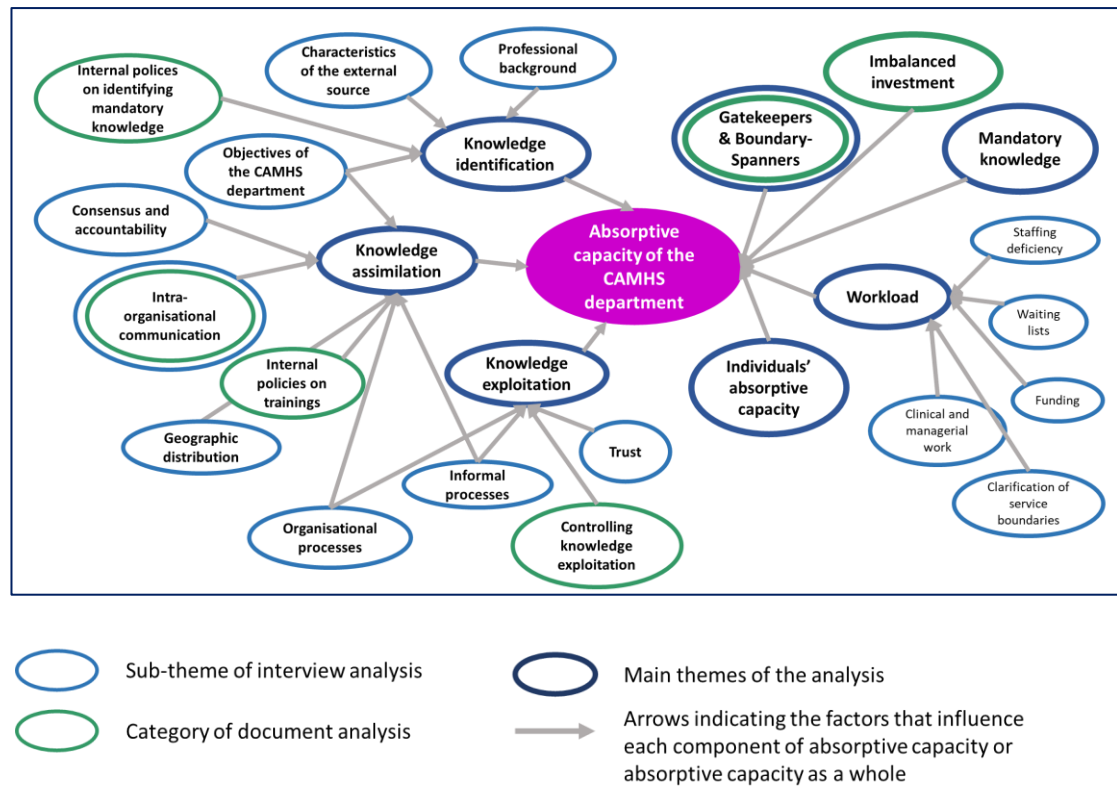 Internal polices
on identifying
mandatory
knowledge
Characteristics
of the external
source
Professional
background
Imbalanced
investment
Gatekeepers
& Boundary-
Spanners
Mandatory
knowledge
Objectives of
the CAMHS
department
Knowledge
identification
Consensus and
accountability
Knowledge
assimilation
Absorptive
capacity of the
CAMHS
department
Staffing
deficiency
Workload
Waiting
lists
Intra-
organisational
communication
Internal
policies on
trainings
Knowledge
exploitation
Individuals’
absorptive
capacity
Funding
Clinical and
managerial
work
Geographic
distribution
Trust
Informal
processes
Clarification of
service
boundaries
Organisational
processes
Controlling
knowledge
exploitation
Sub-theme of interview analysis
Category of document analysis
Main themes of the analysis
Arrows indicating the factors that influence
each component of absorptive capacity or
absorptive capacity as a whole